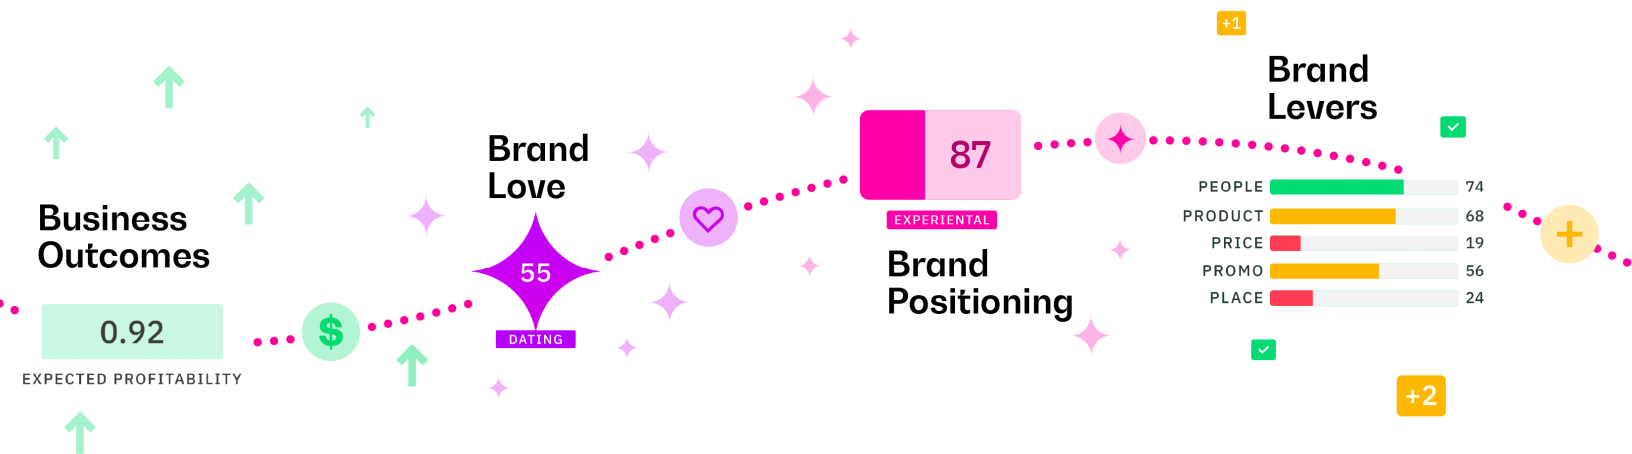 Business
Outcomes
0.92
EXPECTED PROFITABILITY
$
Brand
Love
55
DATING
87
EXPERIENTAL
Brand
Positioning
+1
Brand
Levers
PEOPLE 74
PRODUCT 68
PRICE 19
PROMO 56
PLACE 24
+
+2